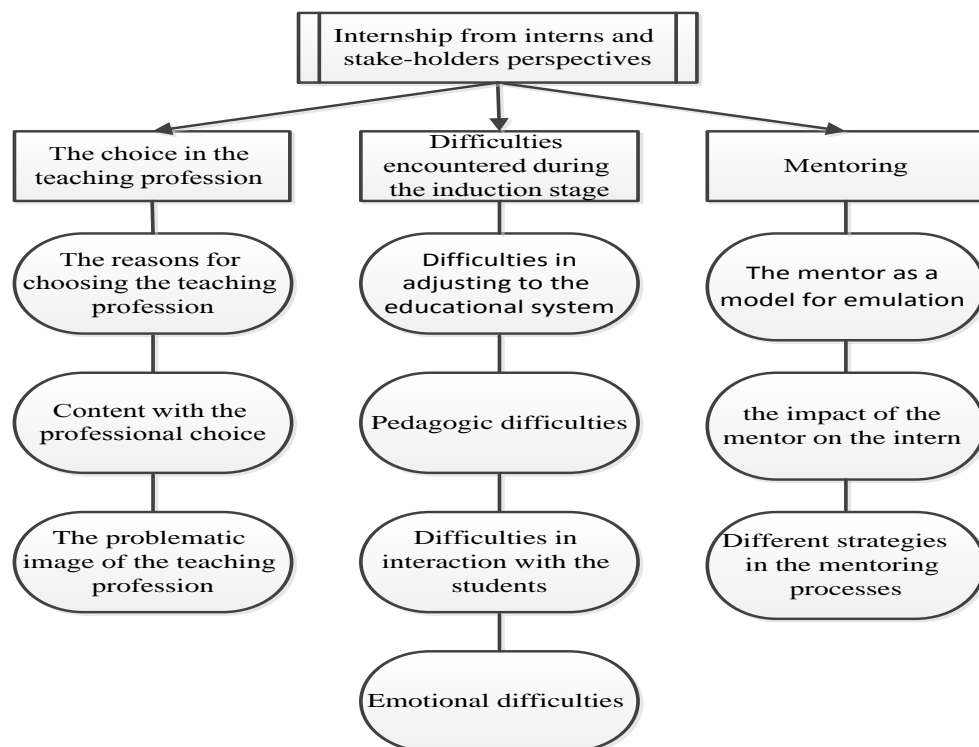 Internship from interns and
stake-holders perspectives
The choice in the
teaching profession
Difficulties
encountered during
the induction stage
Mentoring
The reasons for
choosing the teaching
profession
Difficulties in
adjusting to the
educational system
The mentor as a
model for emulation
Content with the
professional choice
Pedagogic difficulties
the impact of the
mentor on the intern
The problematic
image of the teaching
profession
Difficulties in
interaction with the
students
Different strategies
in the mentoring
processes
Emotional difficulties